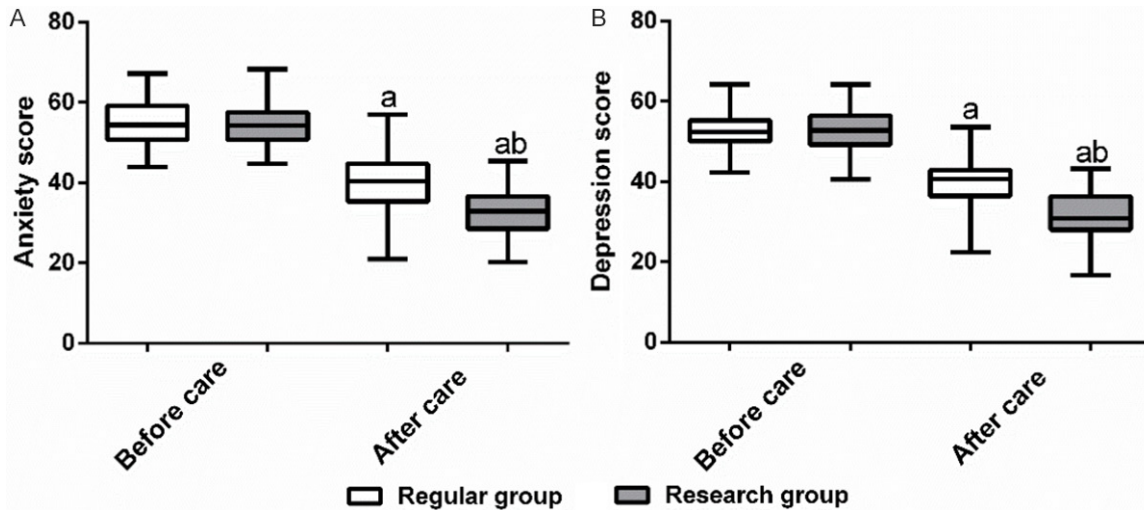 A
80
60
40
20
0
Anxiety score
a
ab
Before care
After care
B
80
60
40
20
0
Depression score
a
ab
Before care
After care
Regular group
Research group